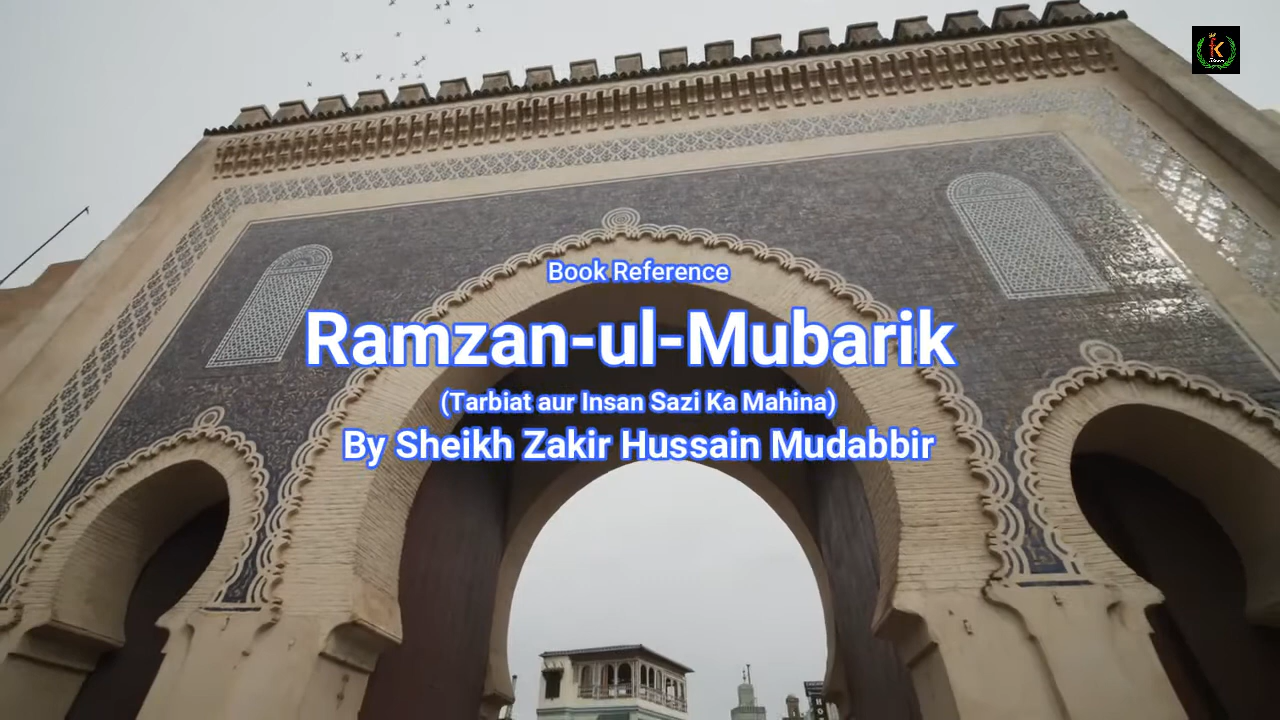 Book Reference
Ramzan-ul-Mubarik
(Tarbiat aur Insan Sazi Ka Mahina)
By Sheikh Zakir Hussain Mudabbir
K